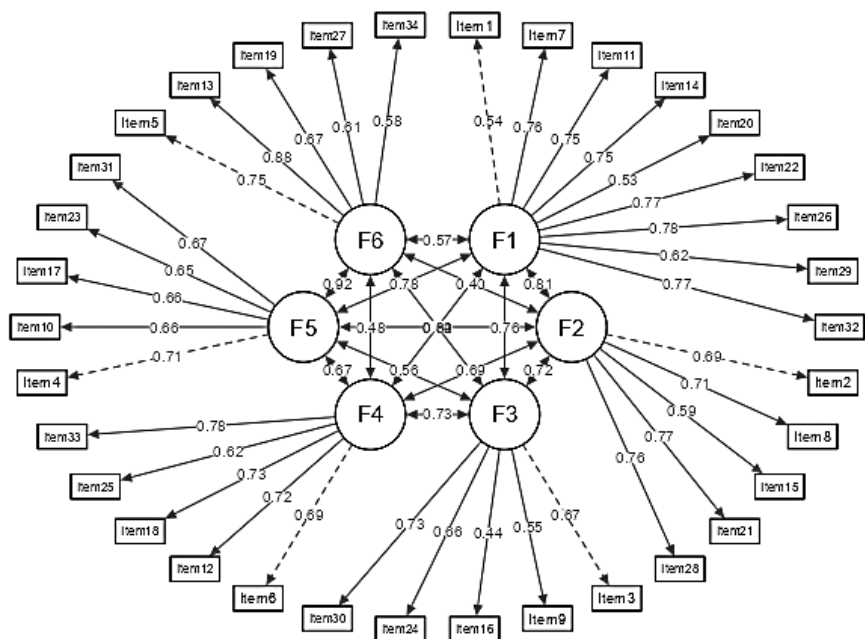 Item34 Item1
Item27 Item7
Item19 Item11
Item13 Item14
Item5 Item20
Item31 Item22
Item23 Item26
Item17 Item29
Item10 Item32
Item4 Item2
Item33 Item8
Item25 Item15
Item18 Item21
Item12 Item28
Item6 Item3
Item30 Item24 Item16 Item9
F6 F1
F5 F2
F4 F3
0.58 0.54
0.61 0.76
0.67 0.75
0.88 0.75
0.75 0.53
0.77
0.67 0.78
0.65 0.62
0.66 0.77
0.66
0.71
0.57
0.92 0.78 0.40 0.81
0.48 0.76
0.67 0.56 0.69 0.72
0.73
0.78 0.69
0.62 0.71
0.73 0.59
0.72 0.77
0.69 0.76
0.73 0.66 0.44 0.55 0.67